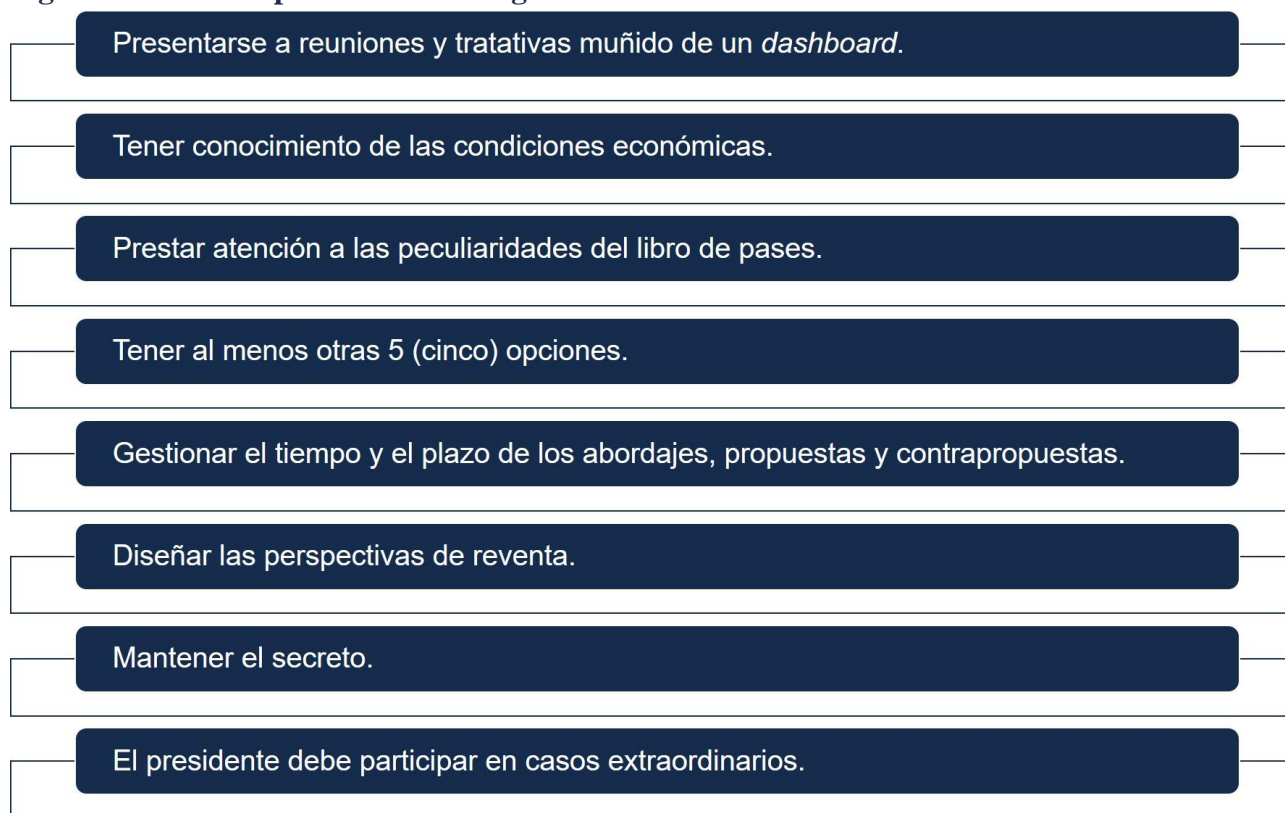 Presentarse a reuniones y tratativas muñido de un dashboard.
Tener conocimiento de las condiciones económicas.
Prestar atención a las peculiaridades del libro de pases.
Tener al menos otras 5 (cinco) opciones.
Gestionar el tiempo y el plazo de los abordajes, propuestas y contrapropuestas.
Diseñar las perspectivas de reventa.
Mantener el secreto.
El presidente debe participar en casos extraordinarios.